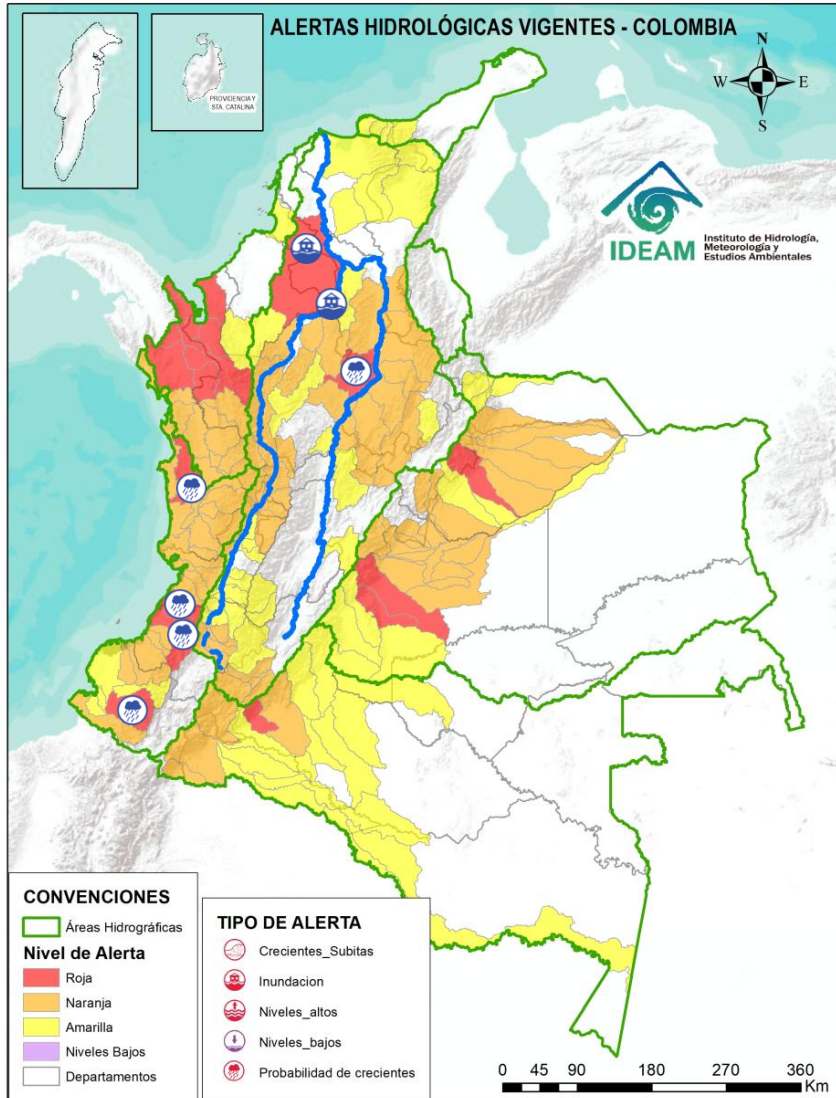 ALERTAS HIDROLÓGICAS VIGENTES - COLOMBIA
PROVIDENCIA Y
STA. CATALINA
N
W
E
S
IDEAM
Instituto de Hidrología,
Meteorología y
Estudios Ambientales
CONVENCIONES
Áreas Hidrográficas
Nivel de Alerta
Roja
Naranja
Amarilla
Niveles Bajos
Departamentos
TIPO DE ALERTA
Crecientes_Subitas
Inundacion
Niveles_altos
Niveles_bajos
Probabilidad de crecientes
0 45 90 180 270 360
Km